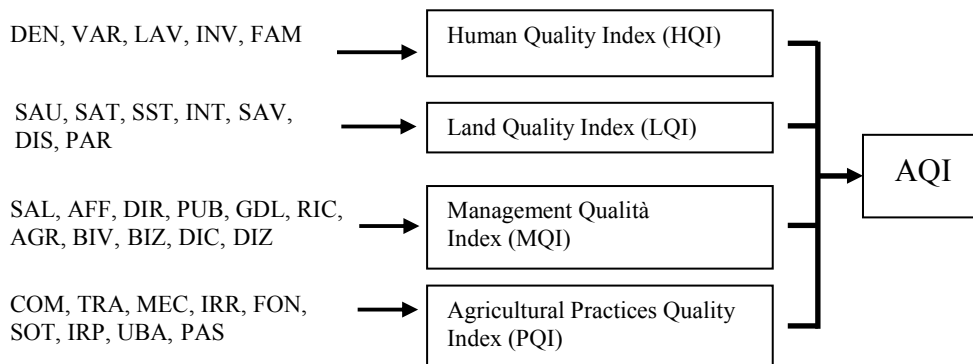 DEN, VAR, LAV, INV, FAM
Human Quality Index (HQI)
SAU, SAT, SST, INT, SAV,
DIS, PAR
Land Quality Index (LQI)
AQI
SAL, AFF, DIR, PUB, GDL, RIC,
AGR, BIV, BIZ, DIC, DIZ
Management Qualità
Index (MQI)
COM, TRA, MEC, IRR, FON,
SOT, IRP, UBA, PAS
Agricultural Practices Quality
Index (PQI)